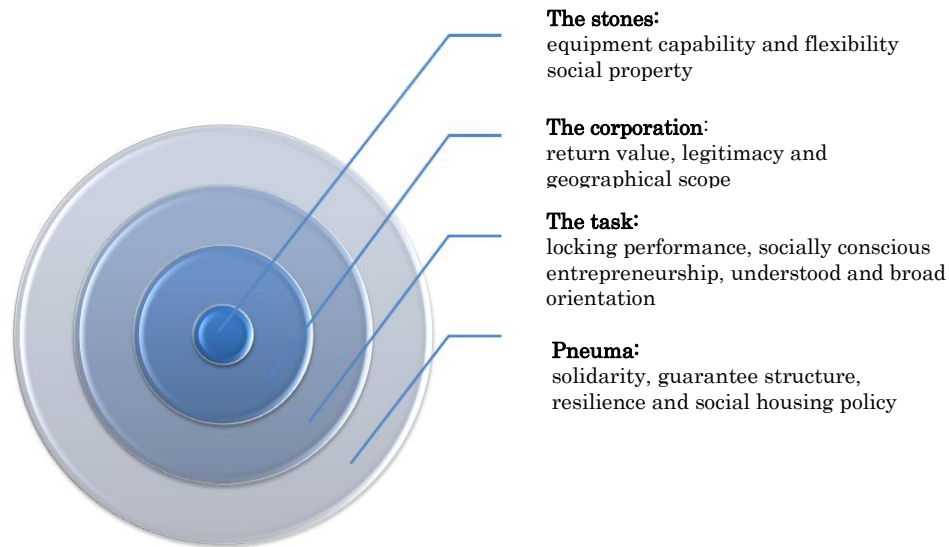 The stones:
equipment capability and flexibility
social property
The corporation:
return value, legitimacy and
geographical scope
The task:
locking performance, socially conscious
entrepreneurship, understood and broad
orientation
Pneuma:
solidarity, guarantee structure,
resilience and social housing policy